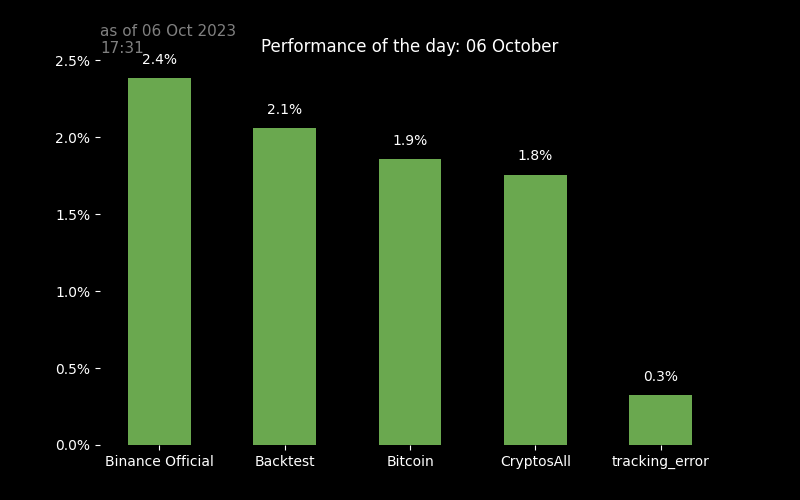 as of 06 Oct 2023
17:31
Performance of the day: 06 October
2.5%
2.0%
1.5%
1.0%
0.5%
0.0%
2.4%
2.1%
1.9%
1.8%
0.3%
Binance Official
Backtest
Bitcoin
CryptosAll
tracking_error